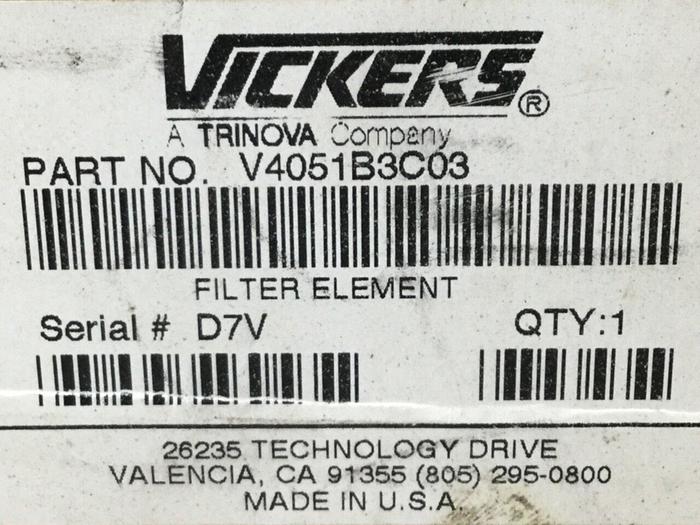 VICKERS®
A TRINOVA Company
PART NO. V4051B3C03
FILTER ELEMENT
Serial # D7V QTY:1
26235 TECHNOLOGY DRIVE
VALENCIA, CA 91355 (805) 295-0800
MADE IN U.S.A.